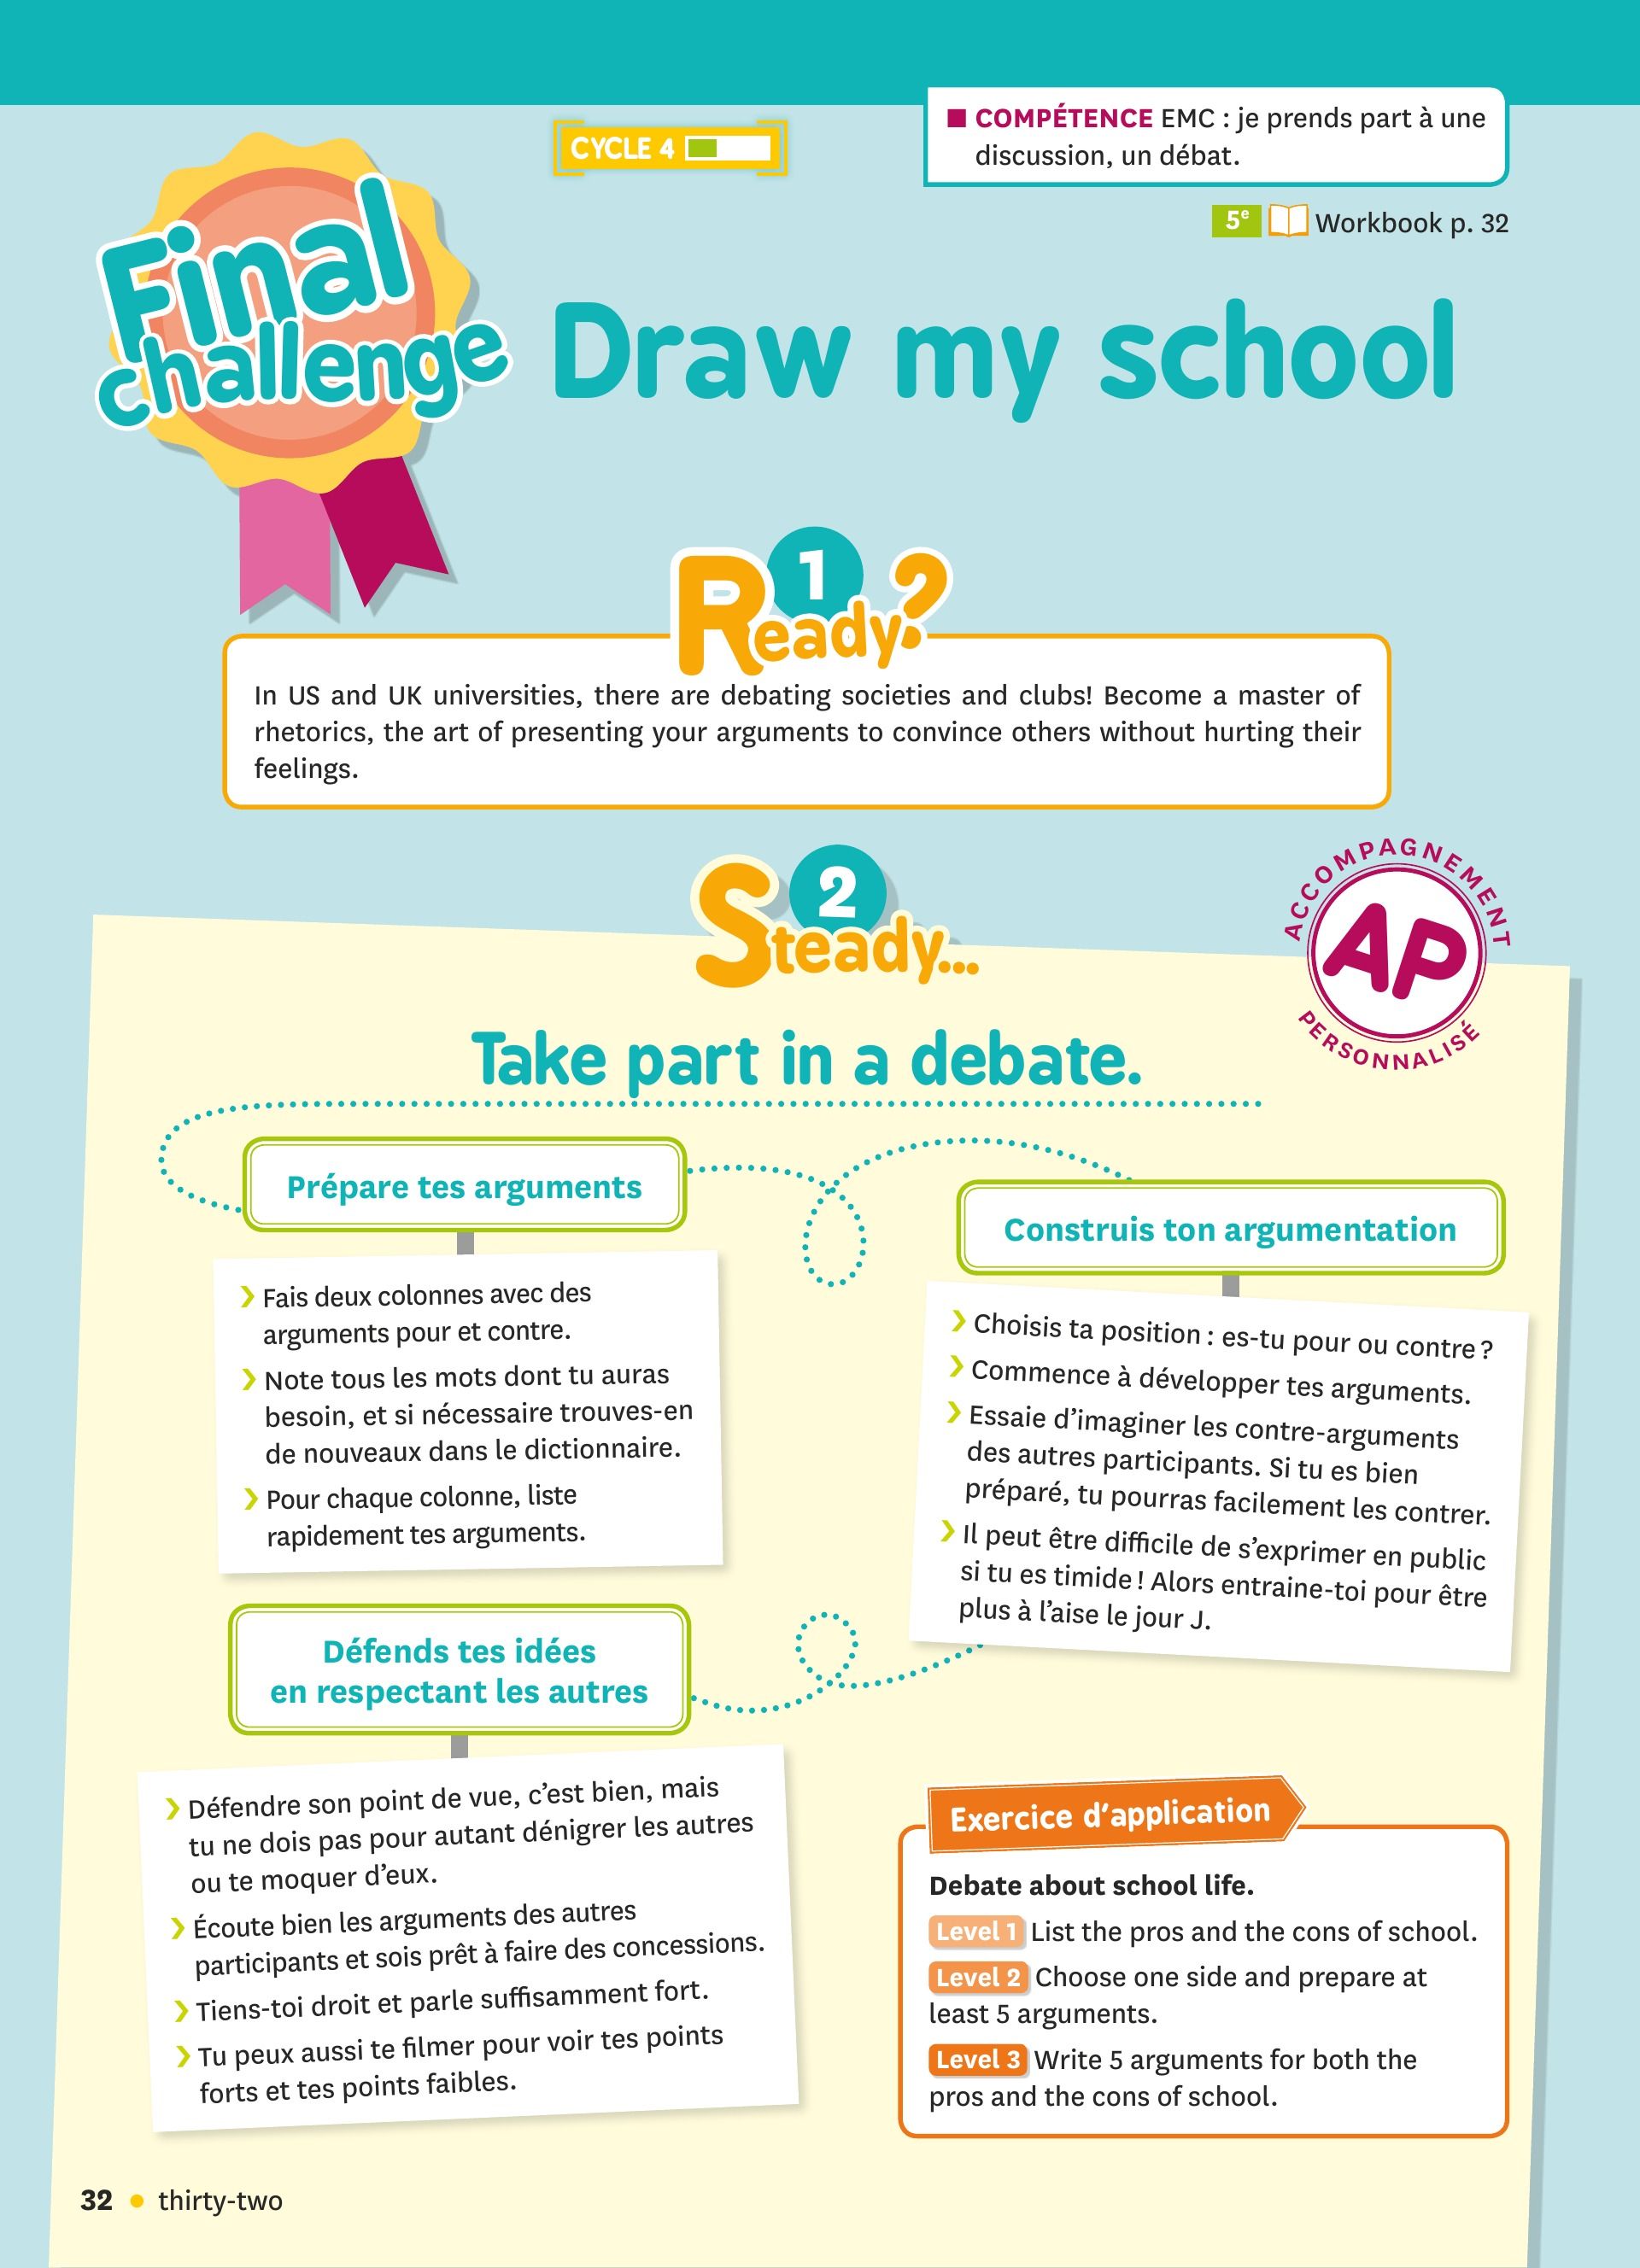 CYCLE 4
■ COMPÉTENCE EMC : je prends part à une
discussion, un débat.
5e Workbook p. 32
Final
challenge
Draw my school
1
Ready?
In US and UK universities, there are debating societies and clubs! Become a master of
rhetorics, the art of presenting your arguments to convince others without hurting their
feelings.
2
Steady...
ACCOMPAGNEMENT
AP
PERSONNALISÉ
Take part in a debate.
Prépare tes arguments
❯ Fais deux colonnes avec des
arguments pour et contre.
❯ Note tous les mots dont tu auras
besoin, et si nécessaire trouves-en
de nouveaux dans le dictionnaire.
❯ Pour chaque colonne, liste
rapidement tes arguments.
Construis ton argumentation
❯ Choisis ta position : es-tu pour ou contre ?
❯ Commence à développer tes arguments.
❯ Essaie d’imaginer les contre-arguments
des autres participants. Si tu es bien
préparé, tu pourras facilement les contrer.
❯ Il peut être difficile de s’exprimer en public
si tu es timide ! Alors entraine-toi pour être
plus à l’aise le jour J.
Défends tes idées
en respectant les autres
❯ Défendre son point de vue, c’est bien, mais
tu ne dois pas pour autant dénigrer les autres
ou te moquer d’eux.
❯ Écoute bien les arguments des autres
participants et sois prêt à faire des concessions.
❯ Tiens-toi droit et parle suffisamment fort.
❯ Tu peux aussi te filmer pour voir tes points
forts et tes points faibles.
Exercice d’application
Debate about school life.
Level 1 List the pros and the cons of school.
Level 2 Choose one side and prepare at
least 5 arguments.
Level 3 Write 5 arguments for both the
pros and the cons of school.
32 • thirty-two